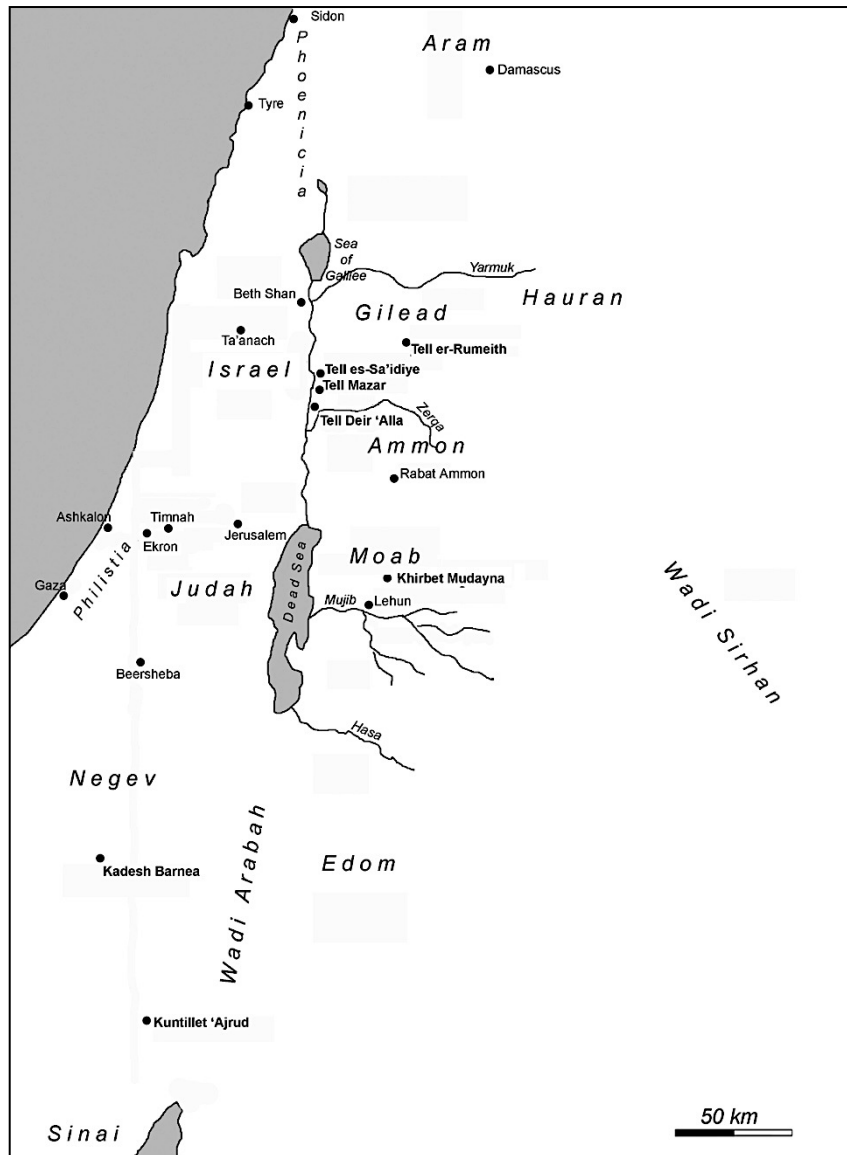 Sidon
Phoenicia
Aram
Damascus
Tyre
Sea
of
Galilee
Yarmuk
Hauran
Beth Shan
Gilead
Ta'anach
Tell er-Rumeith
Israel
Tell es-Sa'idiye
Tell Mazar
Tell Deir 'Alla
Zerqa
Ammon
Rabat Ammon
Ashkalon
Timnah
Ekron
Jerusalem
Philistia
Gaza
Judah
Dead Sea
Moab
Khirbet Mudayna
Mujib
Lehun
Wadi Sirhan
Beersheba
Hasa
Negev
Wadi Arabah
Edom
Kadesh Barnea
Kuntillet 'Ajrud
Sinai
50 km